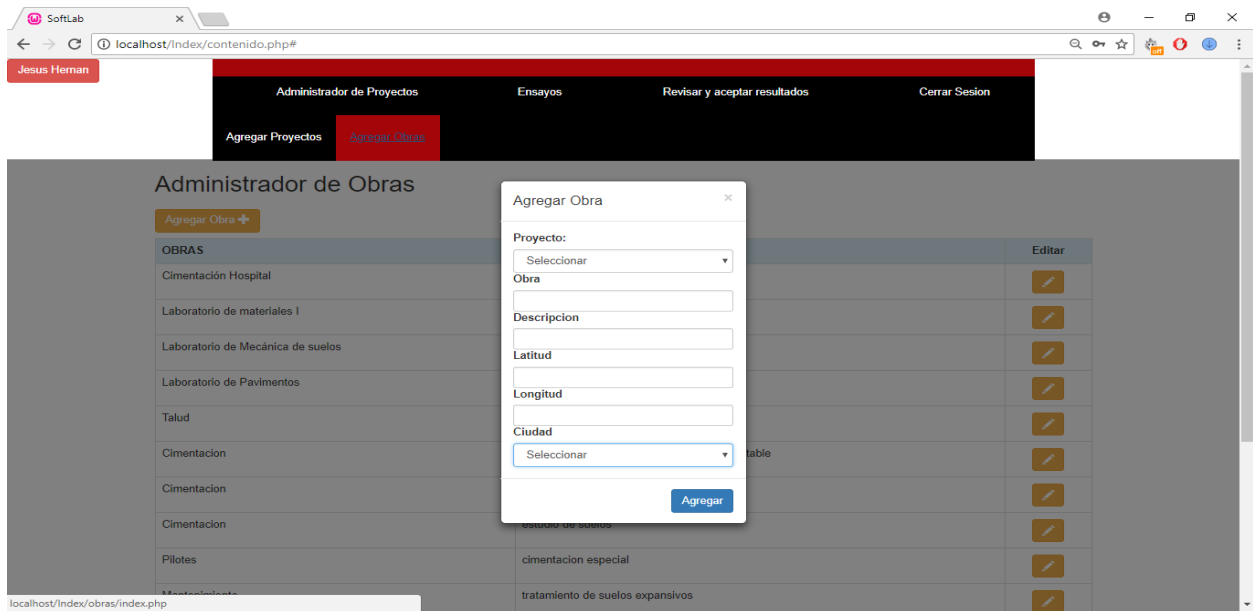 SoftLab
localhost/Index/contenido.php#
off
Jesus Hernan
Administrador de Proyectos Ensayos Revisar y aceptar resultados Cerrar Sesion
Agregar Proyectos Agregar Obras
Administrador de Obras
Agregar Obra
OBRAS Editar
Cimentación Hospital
Laboratorio de materiales I
Laboratorio de Mecánica de suelos
Laboratorio de Pavimentos
Talud
Cimentacion table
Cimentacion
Cimentacion estudio de suelos
Pilotes cimentacion especial
Mantenimiento tratamiento de suelos expansivos
Agregar Obra ×
Proyecto:
Seleccionar
Obra
Descripcion
Latitud
Longitud
Ciudad
Seleccionar
Agregar
localhost/Index/obras/index.php